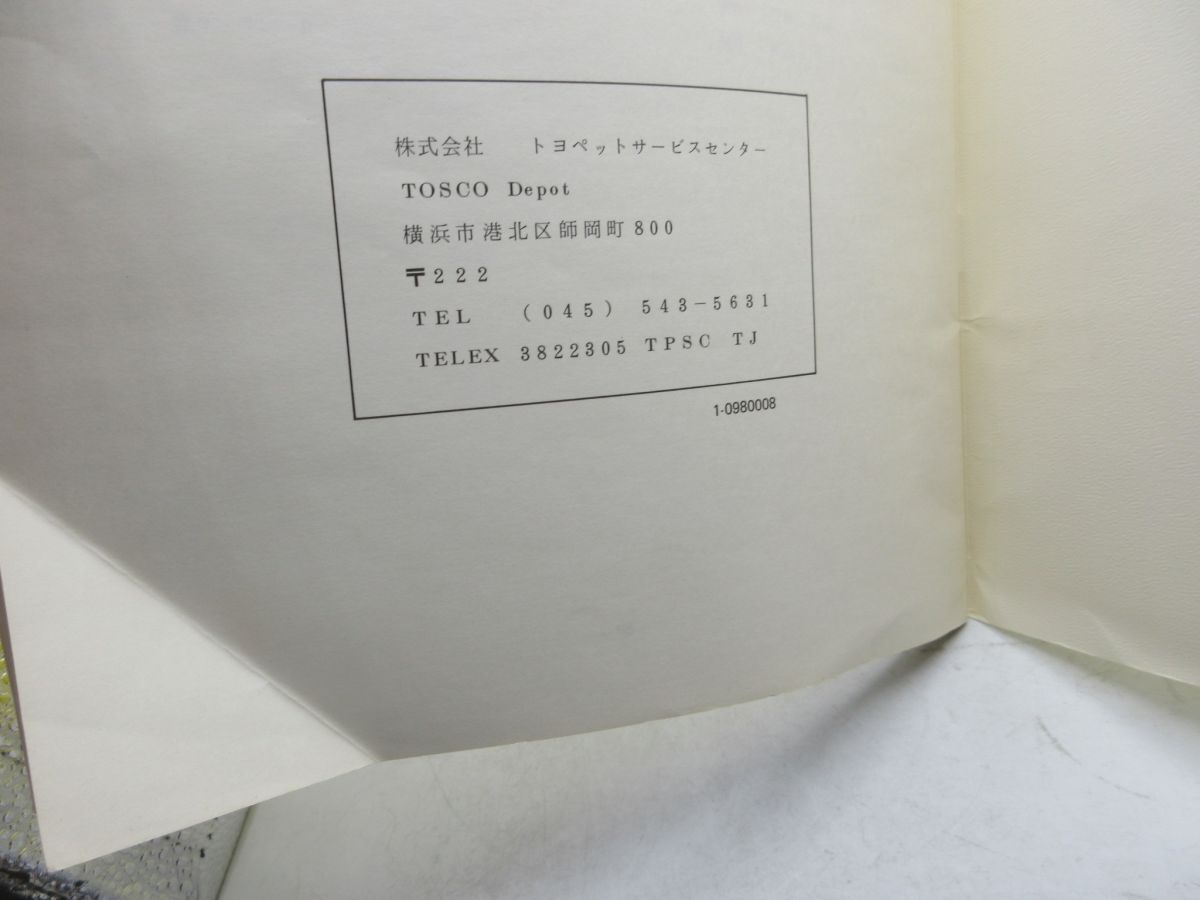 株式会社 トヨペットサービスセンター
TOSCO Depot
横浜市港北区師岡町800
〒222
TEL (045) 543-5631
TELEX 3822305 TPSC TJ
1-0980008